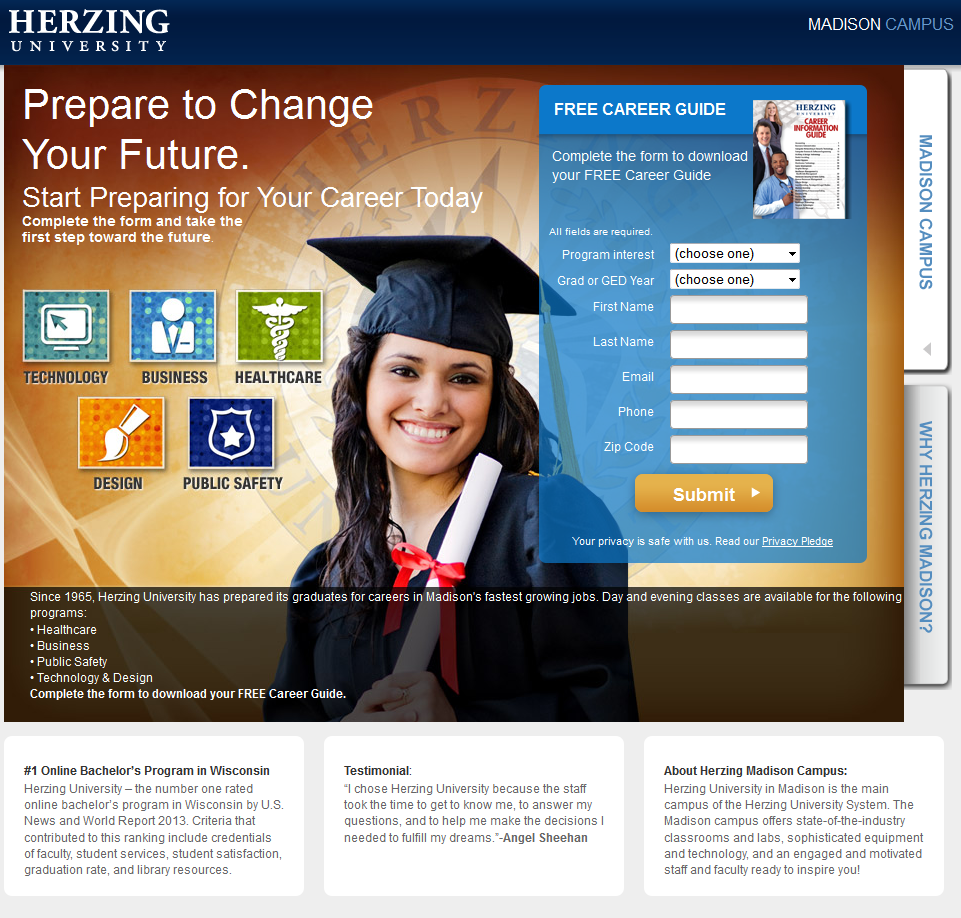 HERZING
UNIVERSITY
MADISON CAMPUS
Prepare to Change
Your Future.
Start Preparing for Your Career Today
Complete the form and take the
first step toward the future.
TECHNOLOGY
BUSINESS
HEALTHCARE
DESIGN
PUBLIC SAFETY
HERZ
FREE CAREER GUIDE
HERZING
UNIVERSITY
CAREER
INFORMATION
GUIDE
Complete the form to download
your FREE Career Guide
All fields are required.
Program interest (choose one)
Grad or GED Year (choose one)
First Name
Last Name
Email
Phone
Zip Code
Submit
Your privacy is safe with us. Read our Privacy Pledge
MADISON CAMPUS
WHY HERZING MADISON?
Since 1965, Herzing University has prepared its graduates for careers in Madison's fastest growing jobs. Day and evening classes are available for the following
programs:
• Healthcare
• Business
• Public Safety
• Technology & Design
Complete the form to download your FREE Career Guide.
#1 Online Bachelor's Program in Wisconsin
Herzing University – the number one rated
online bachelor's program in Wisconsin by U.S.
News and World Report 2013. Criteria that
contributed to this ranking include credentials
of faculty, student services, student satisfaction,
graduation rate, and library resources.
Testimonial:
“I chose Herzing University because the staff
took the time to get to know me, to answer my
questions, and to help me make the decisions I
needed to fulfill my dreams.”-Angel Sheehan
About Herzing Madison Campus:
Herzing University in Madison is the main
campus of the Herzing University System. The
Madison campus offers state-of-the-industry
classrooms and labs, sophisticated equipment
and technology, and an engaged and motivated
staff and faculty ready to inspire you!